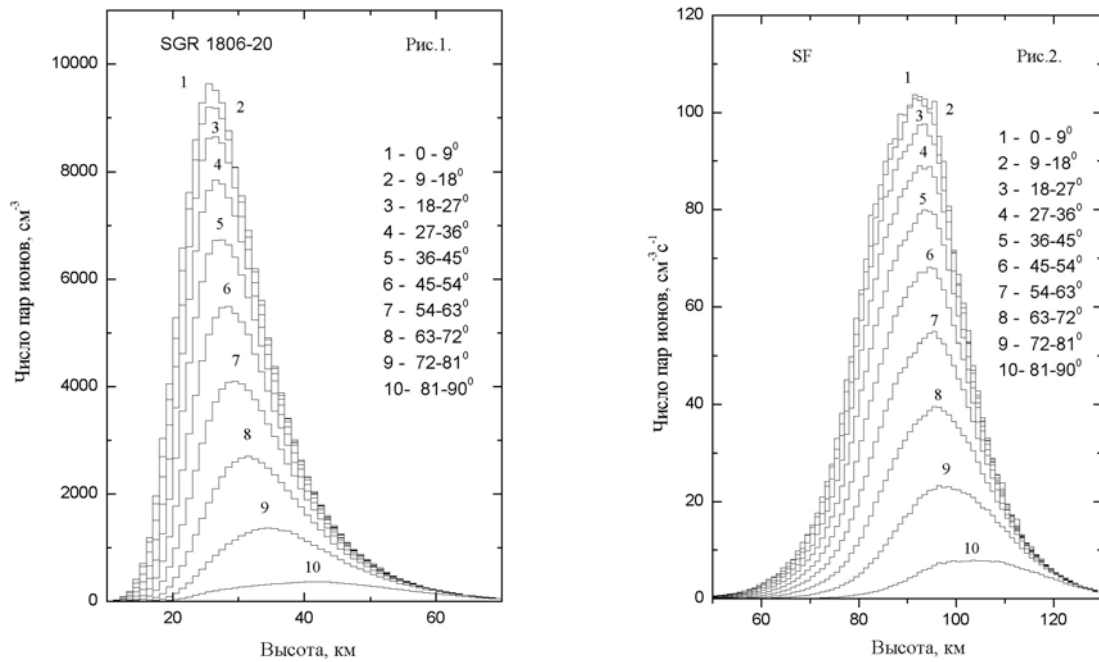 SGR 1806-20 Рис.1.
10000
8000
6000
4000
2000
0
Число пар ионов, см⁻³
1
2
3
4
5
6
7
8
9
10
1 - 0 - 9⁰
2 - 9 -18⁰
3 - 18-27⁰
4 - 27-36⁰
5 - 36-45⁰
6 - 45-54⁰
7 - 54-63⁰
8 - 63-72⁰
9 - 72-81⁰
10- 81-90⁰
20 40 60
Высота, км
SF Рис.2.
120
100
80
60
40
20
0
Число пар ионов, см⁻³с⁻¹
1
2
3
4
5
6
7
8
9
10
1 - 0 - 9⁰
2 - 9 -18⁰
3 - 18-27⁰
4 - 27-36⁰
5 - 36-45⁰
6 - 45-54⁰
7 - 54-63⁰
8 - 63-72⁰
9 - 72-81⁰
10- 81-90⁰
60 80 100 120
Высота, км